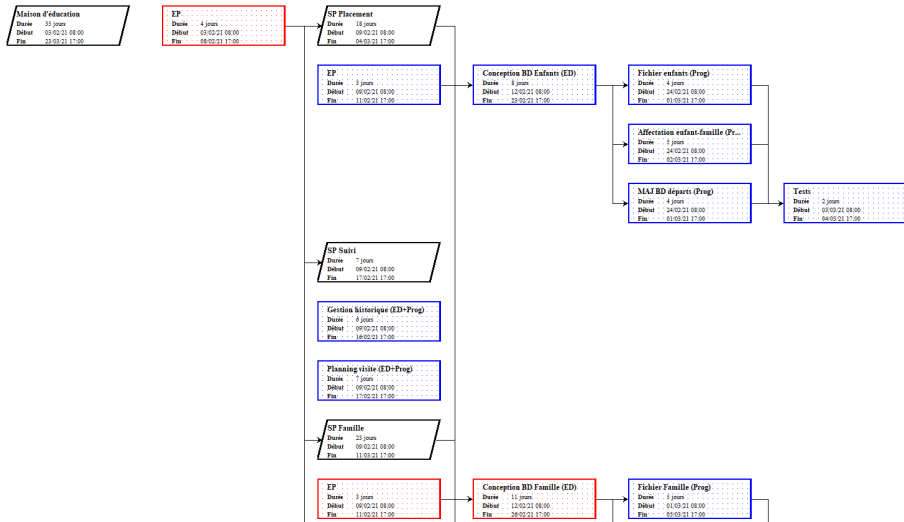 Maison d'éducation
Durée 35 jours
Début 03/02/21 08:00
Fin 23/03/21 17:00
EP
Durée 4 jours
Début 03/02/21 08:00
Fin 08/02/21 17:00
SP Placement
Durée 18 jours
Début 09/02/21 08:00
Fin 04/03/21 17:00
EP
Durée 3 jours
Début 09/02/21 08:00
Fin 11/02/21 17:00
Conception BD Enfants (ED)
Durée 8 jours
Début 12/02/21 08:00
Fin 23/02/21 17:00
Fichier enfants (Prog)
Durée 4 jours
Début 24/02/21 08:00
Fin 01/03/21 17:00
Affectation enfant-famille (Pr...
Durée 5 jours
Début 24/02/21 08:00
Fin 02/03/21 17:00
MAJ BD départs (Prog)
Durée 4 jours
Début 24/02/21 08:00
Fin 01/03/21 17:00
Tests
Durée 2 jours
Début 03/03/21 08:00
Fin 04/03/21 17:00
SP Suivi
Durée 7 jours
Début 09/02/21 08:00
Fin 17/02/21 17:00
Gestion historique (ED+Prog)
Durée 6 jours
Début 09/02/21 08:00
Fin 16/02/21 17:00
Planning visite (ED+Prog)
Durée 7 jours
Début 09/02/21 08:00
Fin 17/02/21 17:00
SP Famille
Durée 23 jours
Début 09/02/21 08:00
Fin 11/03/21 17:00
EP
Durée 3 jours
Début 09/02/21 08:00
Fin 11/02/21 17:00
Conception BD Famille (ED)
Durée 11 jours
Début 12/02/21 08:00
Fin 26/02/21 17:00
Fichier Famille (Prog)
Durée 5 jours
Début 01/03/21 08:00
Fin 05/03/21 17:00